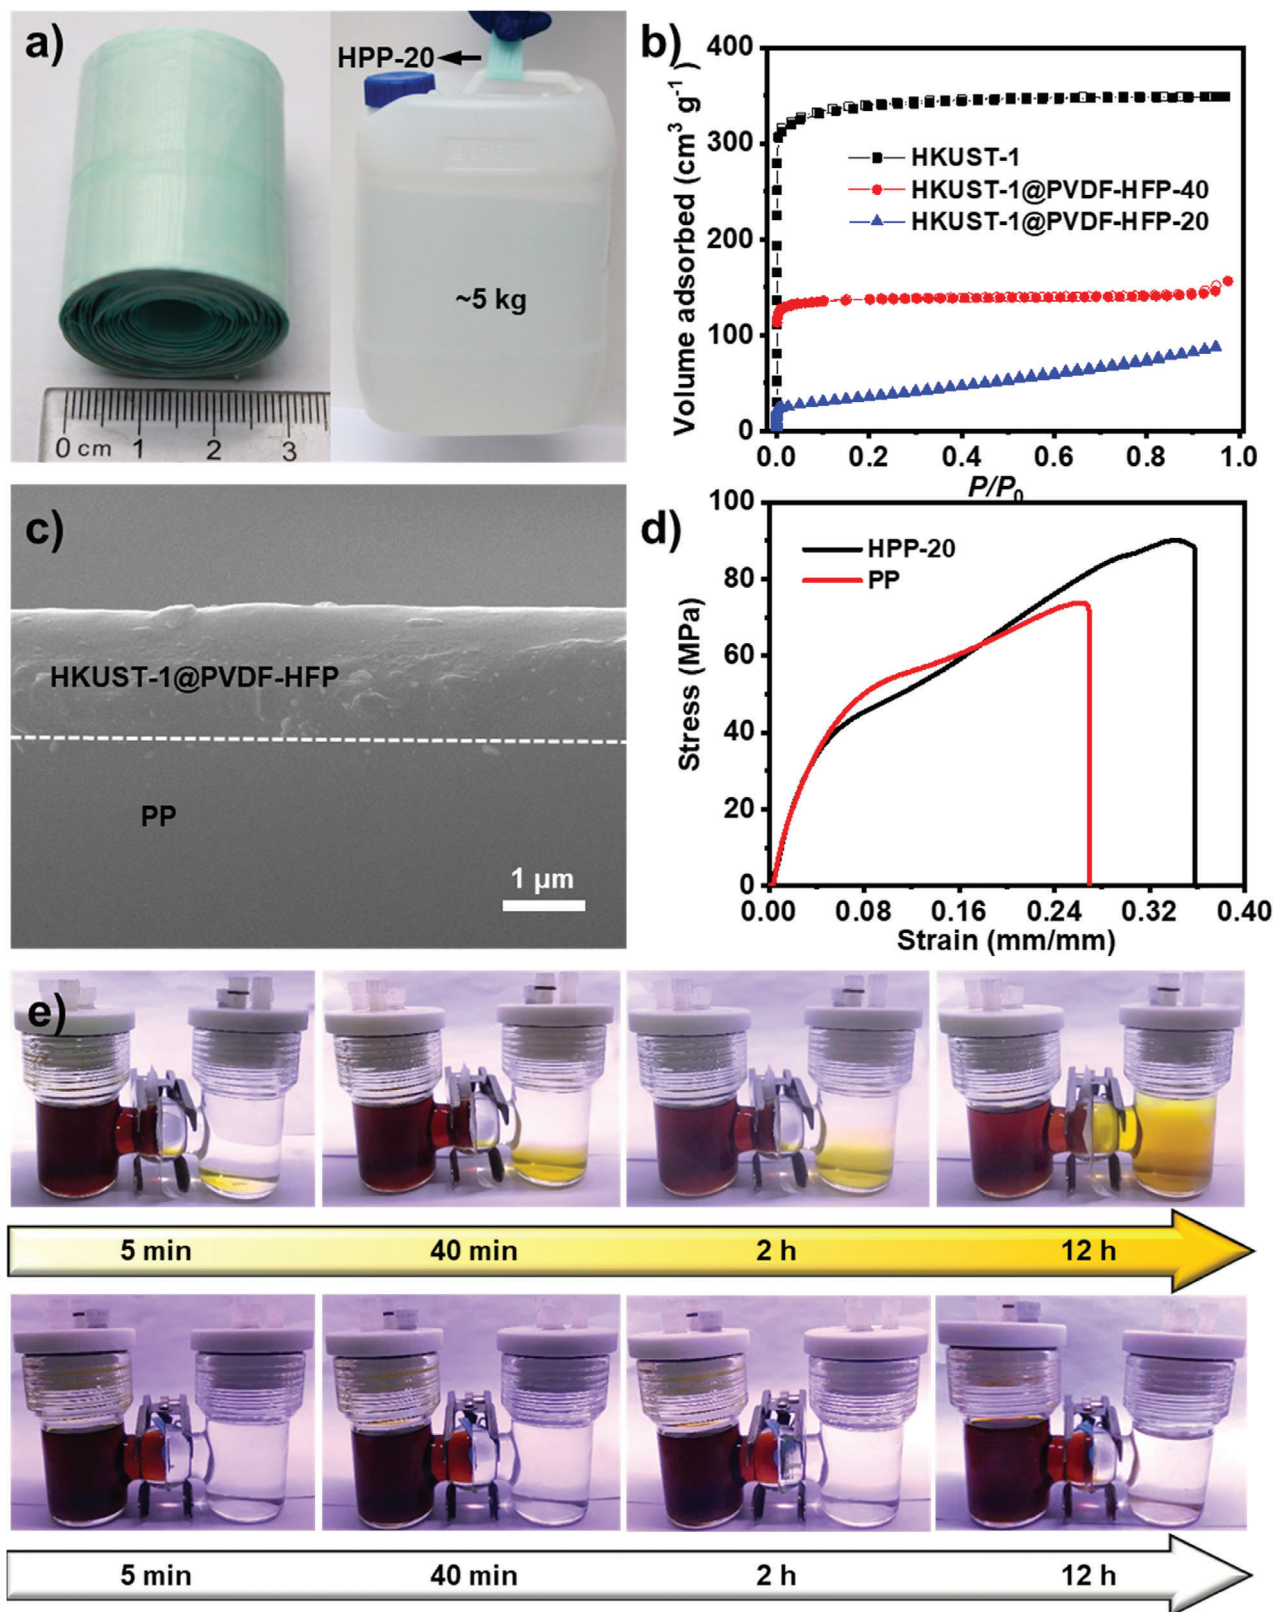 a)
HPP-20
~5 kg
0 cm 1 2 3
b)
Volume adsorbed (cm³ g⁻¹)
400
300
200
100
0
HKUST-1
HKUST-1@PVDF-HFP-40
HKUST-1@PVDF-HFP-20
0.0 0.2 0.4 0.6 0.8 1.0
P/P₀
c)
HKUST-1@PVDF-HFP
PP
1 μm
d)
Stress (MPa)
100
80
60
40
20
0
HPP-20
PP
0.00 0.08 0.16 0.24 0.32 0.40
Strain (mm/mm)
e)
5 min 40 min 2 h 12 h
5 min 40 min 2 h 12 h